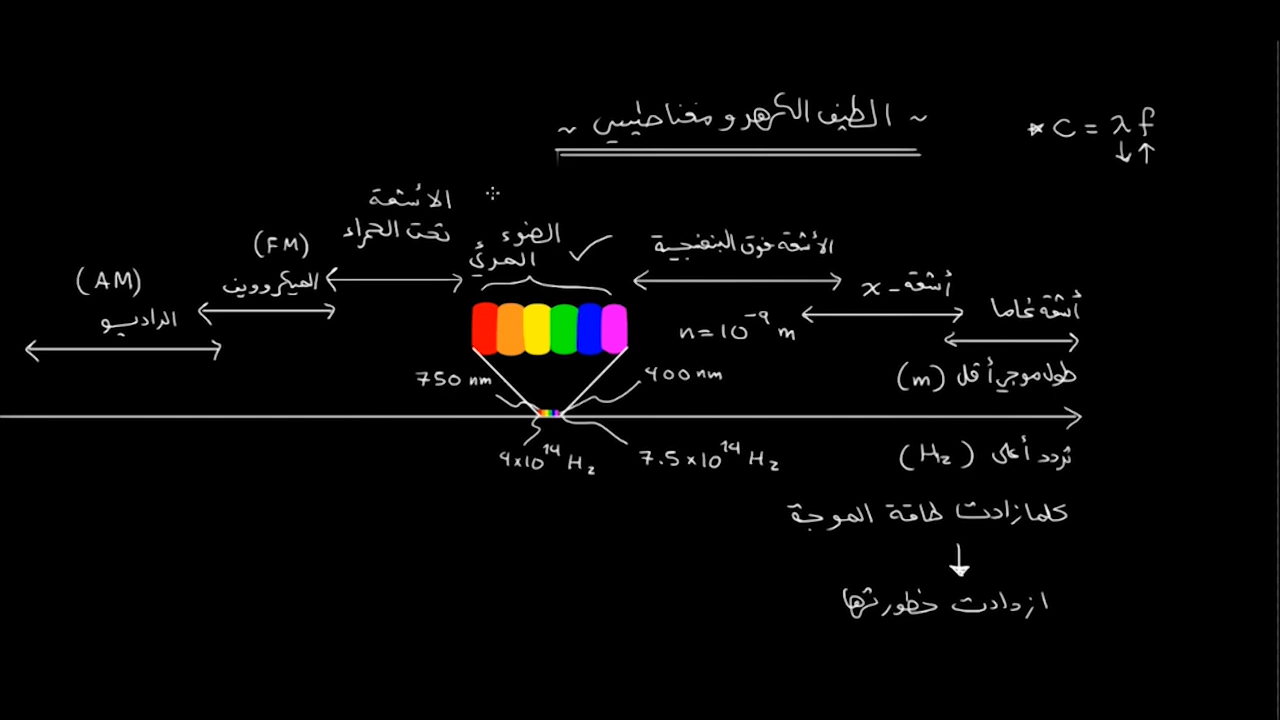 ~ الطيف الكهرومغناطيسي ~
* C = λ f
↓ ↑
الأشعة
تحت الحمراء
الضوء
المرئي
الأشعة فوق البنفسجية
(FM)
الميكروويف
(AM)
الراديو
أشعة - x
أشعة غاما
n = 10⁻⁹ m
750 nm
400 nm
طول موجي أقل (m)
4x10¹⁴ Hz
7.5x10¹⁴ Hz
تردد أعلى (Hz)
كلما زادت طاقة الموجة
↓
ازدادت خطورتها